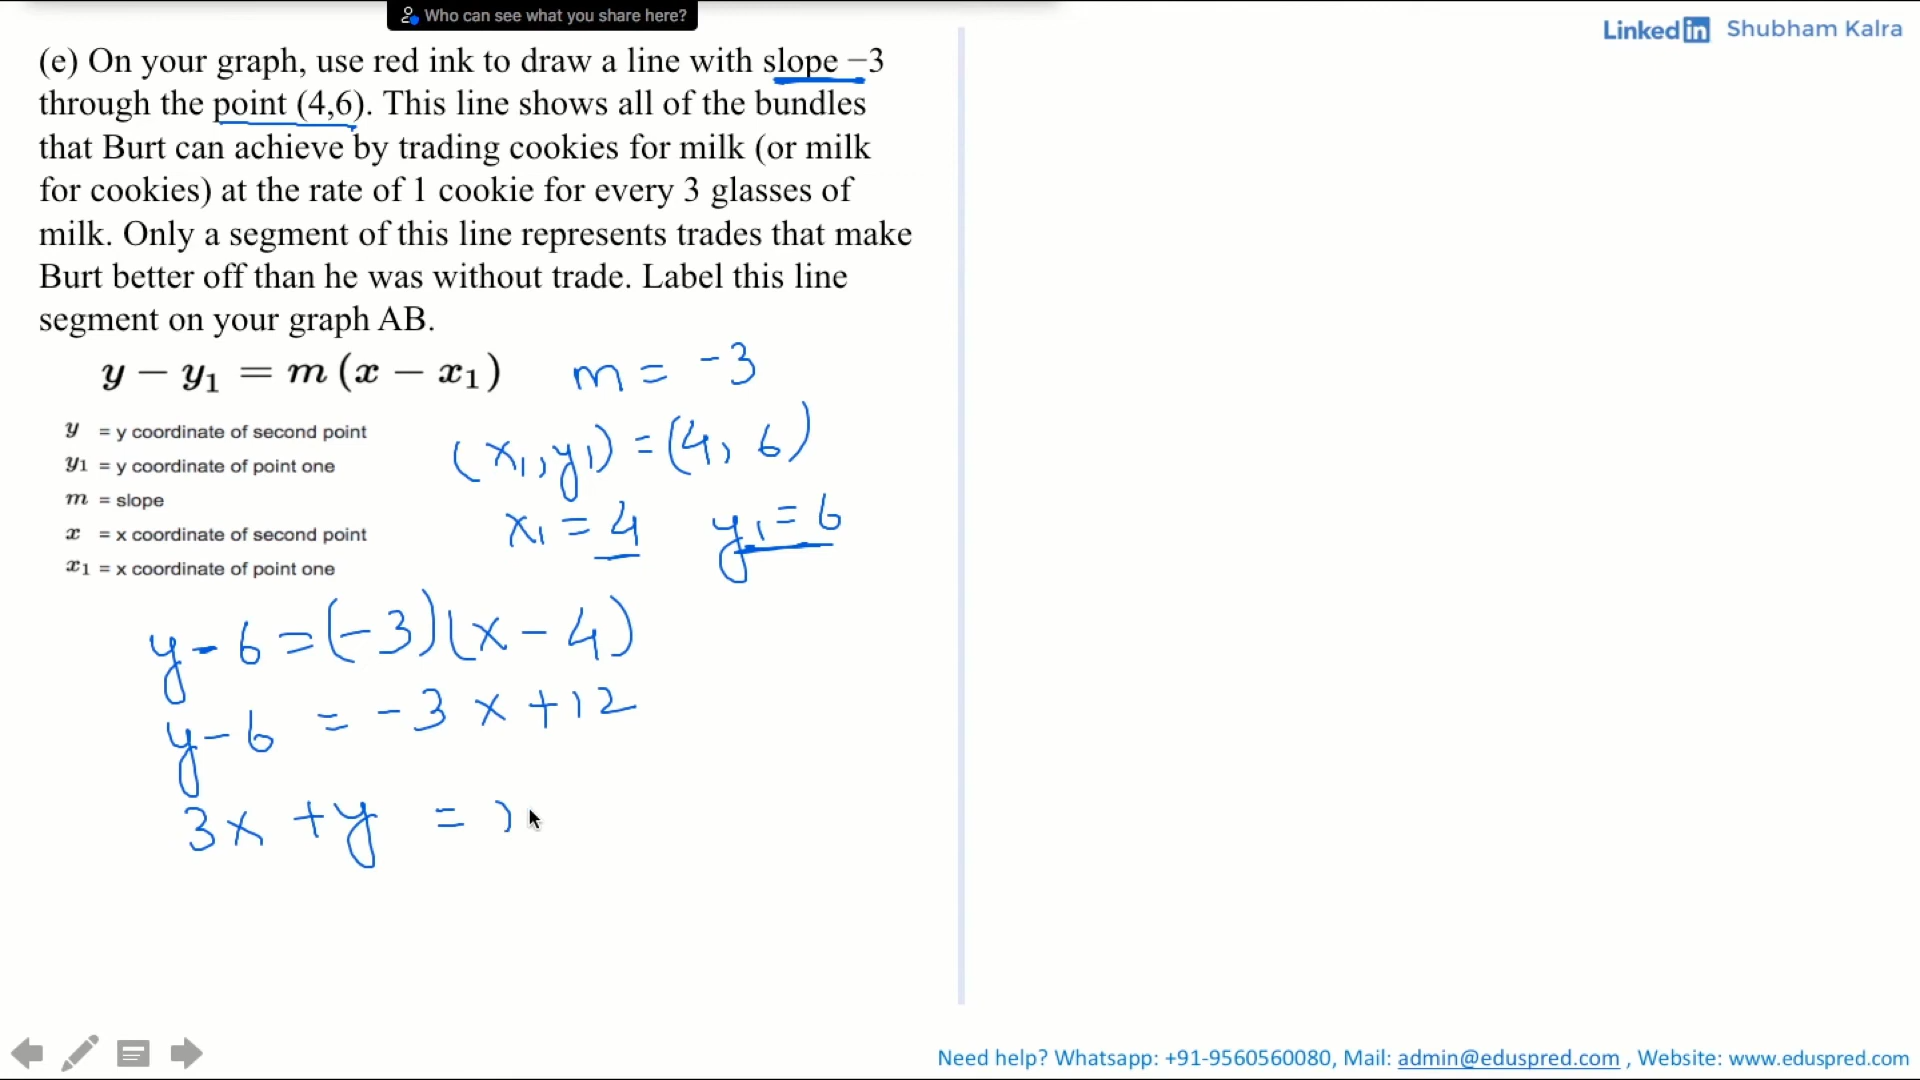 Who can see what you share here?
Linked in Shubham Kalra
(e) On your graph, use red ink to draw a line with slope −3
through the point (4,6). This line shows all of the bundles
that Burt can achieve by trading cookies for milk (or milk
for cookies) at the rate of 1 cookie for every 3 glasses of
milk. Only a segment of this line represents trades that make
Burt better off than he was without trade. Label this line
segment on your graph AB.
y − y₁ = m (x − x₁)
m = -3
y = y coordinate of second point
y₁ = y coordinate of point one
m = slope
x = x coordinate of second point
x₁ = x coordinate of point one
(x₁, y₁) = (4, 6)
x₁ = 4 y₁ = 6
y - 6 = (-3)(x - 4)
y - 6 = -3x + 12
3x + y =
Need help? Whatsapp: +91-9560560080, Mail: admin@eduspred.com , Website: www.eduspred.com